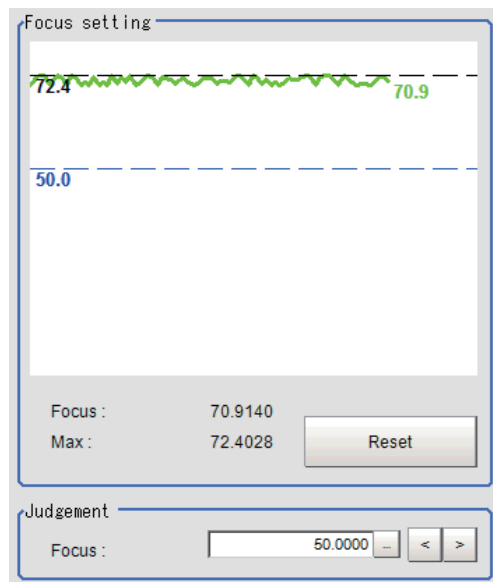 Focus setting
72.4
70.9
50.0
Focus : 70.9140
Max : 72.4028
Reset
Judgement
Focus : 50.0000 ... < >